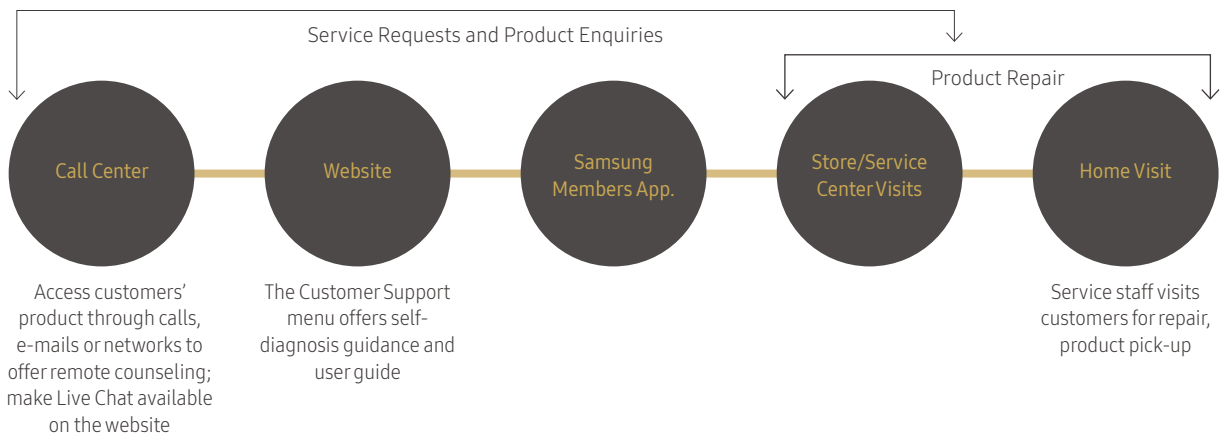 Service Requests and Product Enquiries
Product Repair
Call Center
Website
Samsung
Members App.
Store/Service
Center Visits
Home Visit
Access customers’
product through calls,
e-mails or networks to
offer remote counseling;
make Live Chat available
on the website
The Customer Support
menu offers self-
diagnosis guidance and
user guide
Service staff visits
customers for repair,
product pick-up